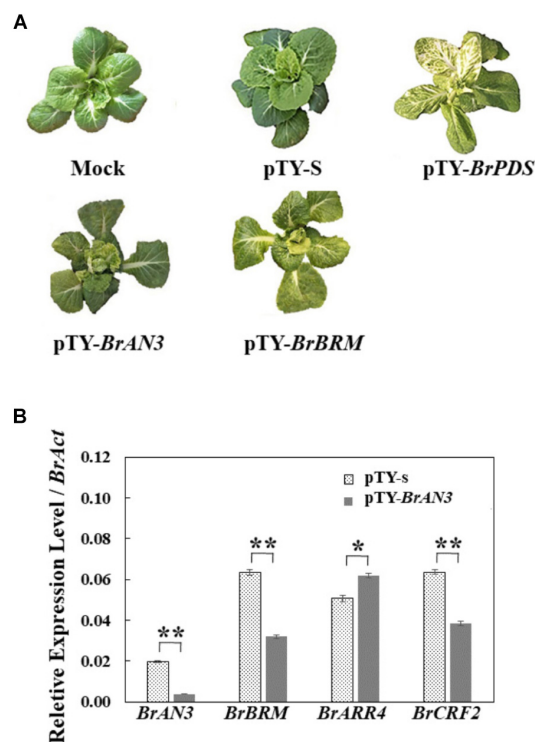 A
Mock pTY-S pTY-BrPDS
pTY-BrAN3 pTY-BrBRM
B
Reletive Expression Level / BrAct
0.12
0.10
0.08
0.06
0.04
0.02
0.00
pTY-s
pTY-BrAN3
** ** * **
BrAN3 BrBRM BrARR4 BrCRF2